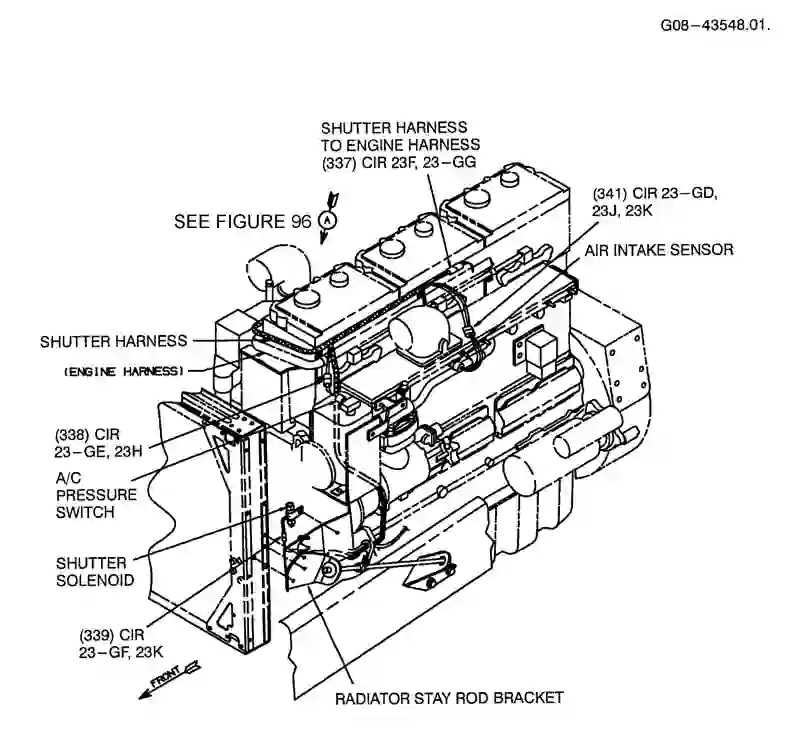 G08-43548.01.
SHUTTER HARNESS
TO ENGINE HARNESS
(337) CIR 23F, 23-GG
(341) CIR 23-GD,
23J, 23K
SEE FIGURE 96
A
AIR INTAKE SENSOR
SHUTTER HARNESS
(ENGINE HARNESS)
(338) CIR
23-GE, 23H
A/C
PRESSURE
SWITCH
SHUTTER
SOLENOID
(339) CIR
23-GF, 23K
FRONT
RADIATOR STAY ROD BRACKET